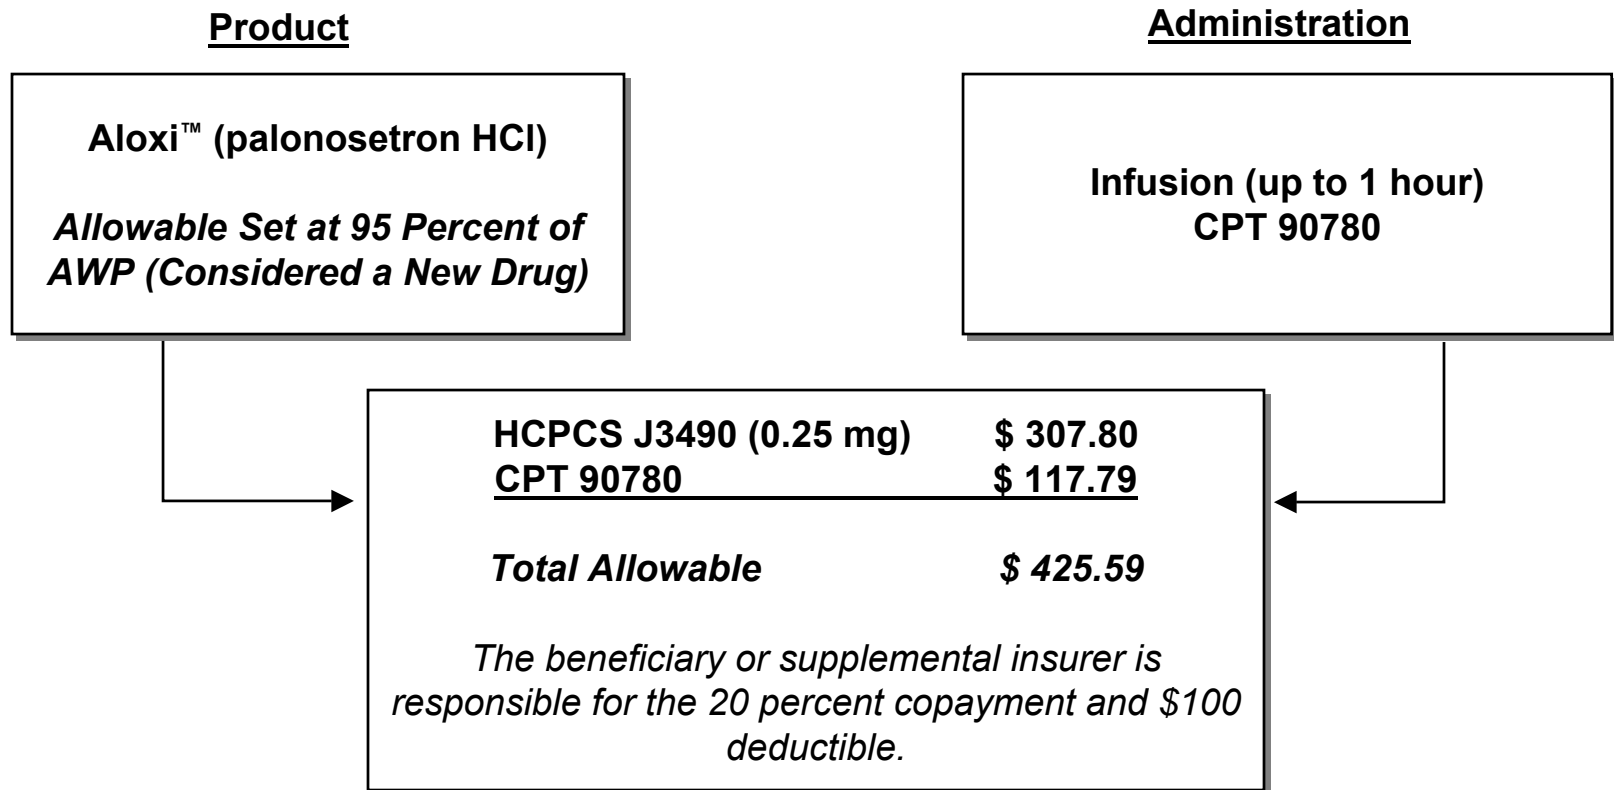 Product
Aloxi™ (palonosetron HCl)
Allowable Set at 95 Percent of
AWP (Considered a New Drug)
Administration
Infusion (up to 1 hour)
CPT 90780
HCPCS J3490 (0.25 mg) $ 307.80
CPT 90780 $ 117.79
Total Allowable $ 425.59
The beneficiary or supplemental insurer is
responsible for the 20 percent copayment and $100
deductible.